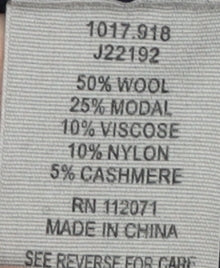 1017.918
J22192
50% WOOL
25% MODAL
10% VISCOSE
10% NYLON
5% CASHMERE
RN 112071
MADE IN CHINA
SEE REVERSE FOR CARE